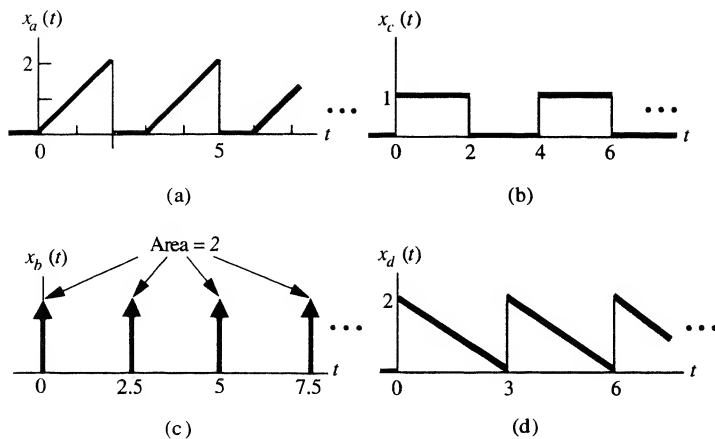 x_a (t)
2
0
5
t
• • •
(a)
x_c (t)
1
0
2
4
6
t
• • •
(b)
Area = 2
x_b (t)
0
2.5
5
7.5
t
• • •
(c)
x_d (t)
2
0
3
6
t
• • •
(d)